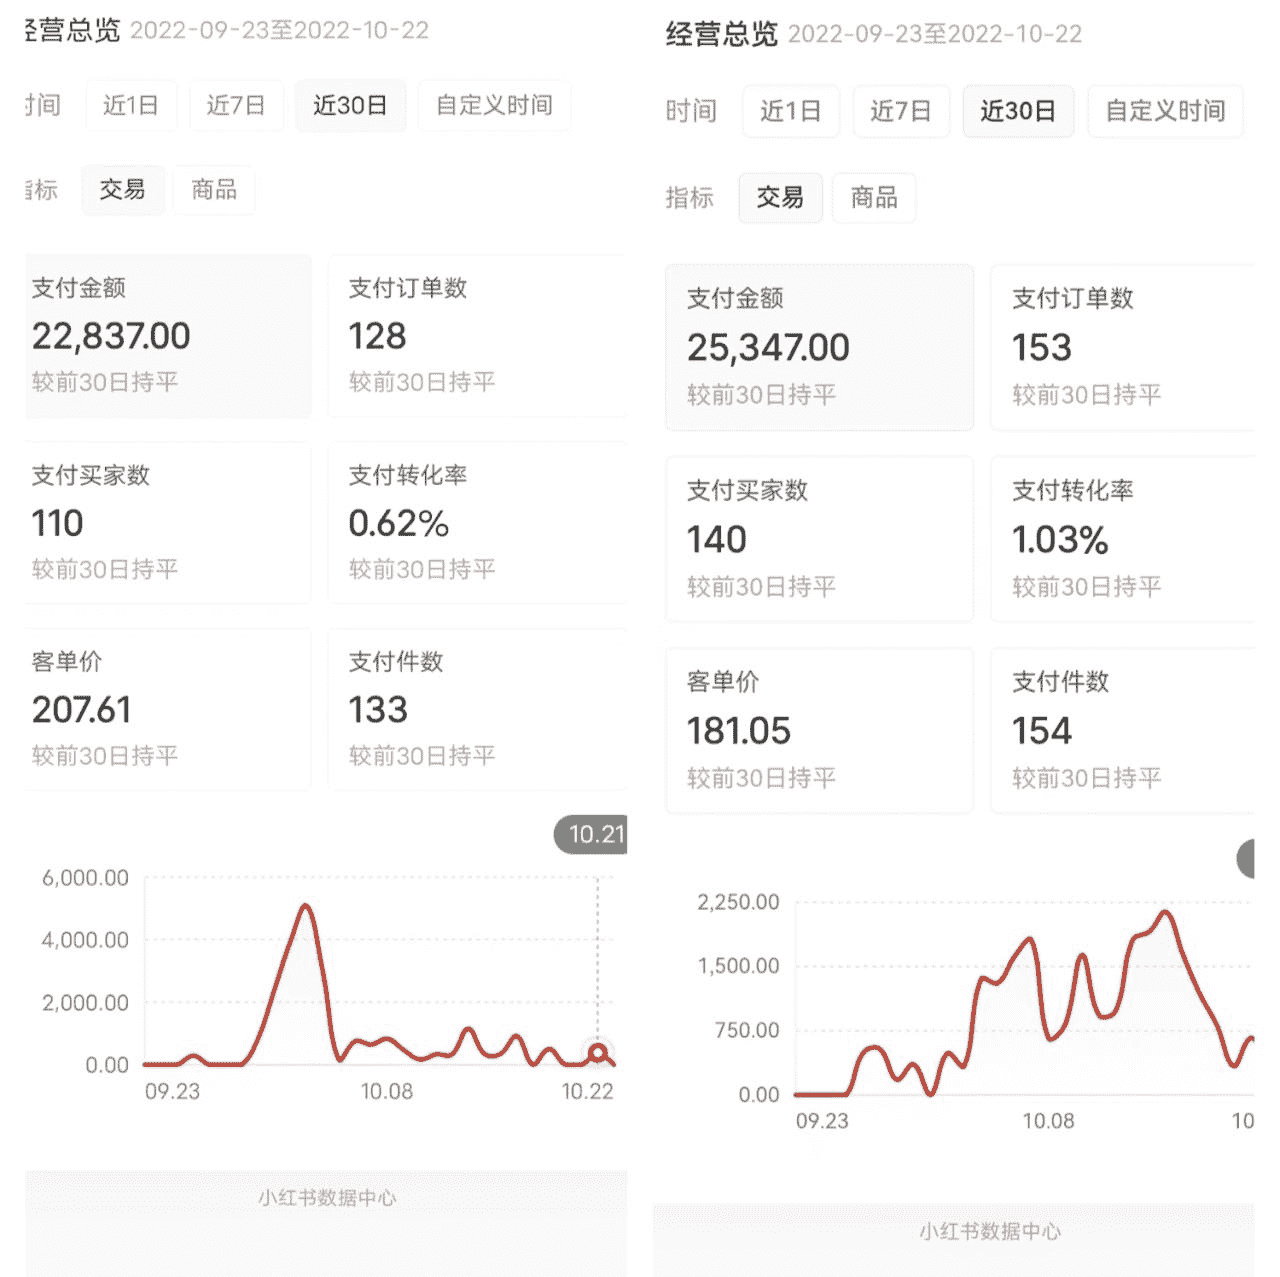 经营总览 2022-09-23至2022-10-22
时间 近1日 近7日 近30日 自定义时间
指标 交易 商品
支付金额 支付订单数
22,837.00 128
较前30日持平 较前30日持平
支付买家数 支付转化率
110 0.62%
较前30日持平 较前30日持平
客单价 支付件数
207.61 133
较前30日持平 较前30日持平
10.21
6,000.00
4,000.00
2,000.00
0.00
09.23 10.08 10.22
小红书数据中心
经营总览 2022-09-23至2022-10-22
时间 近1日 近7日 近30日 自定义时间
指标 交易 商品
支付金额 支付订单数
25,347.00 153
较前30日持平 较前30日持平
支付买家数 支付转化率
140 1.03%
较前30日持平 较前30日持平
客单价 支付件数
181.05 154
较前30日持平 较前30日持平
2,250.00
1,500.00
750.00
0.00
09.23 10.08 10
小红书数据中心